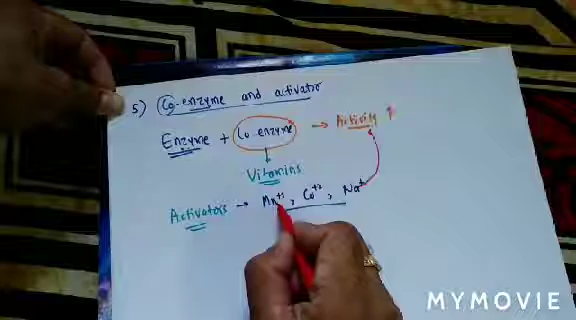 5) Co-enzyme and activator
Enzyme + Co-enzyme → Activity ↑
Vitamins
Activators → Mn+2, Co+2, Na+
MYMOVIE